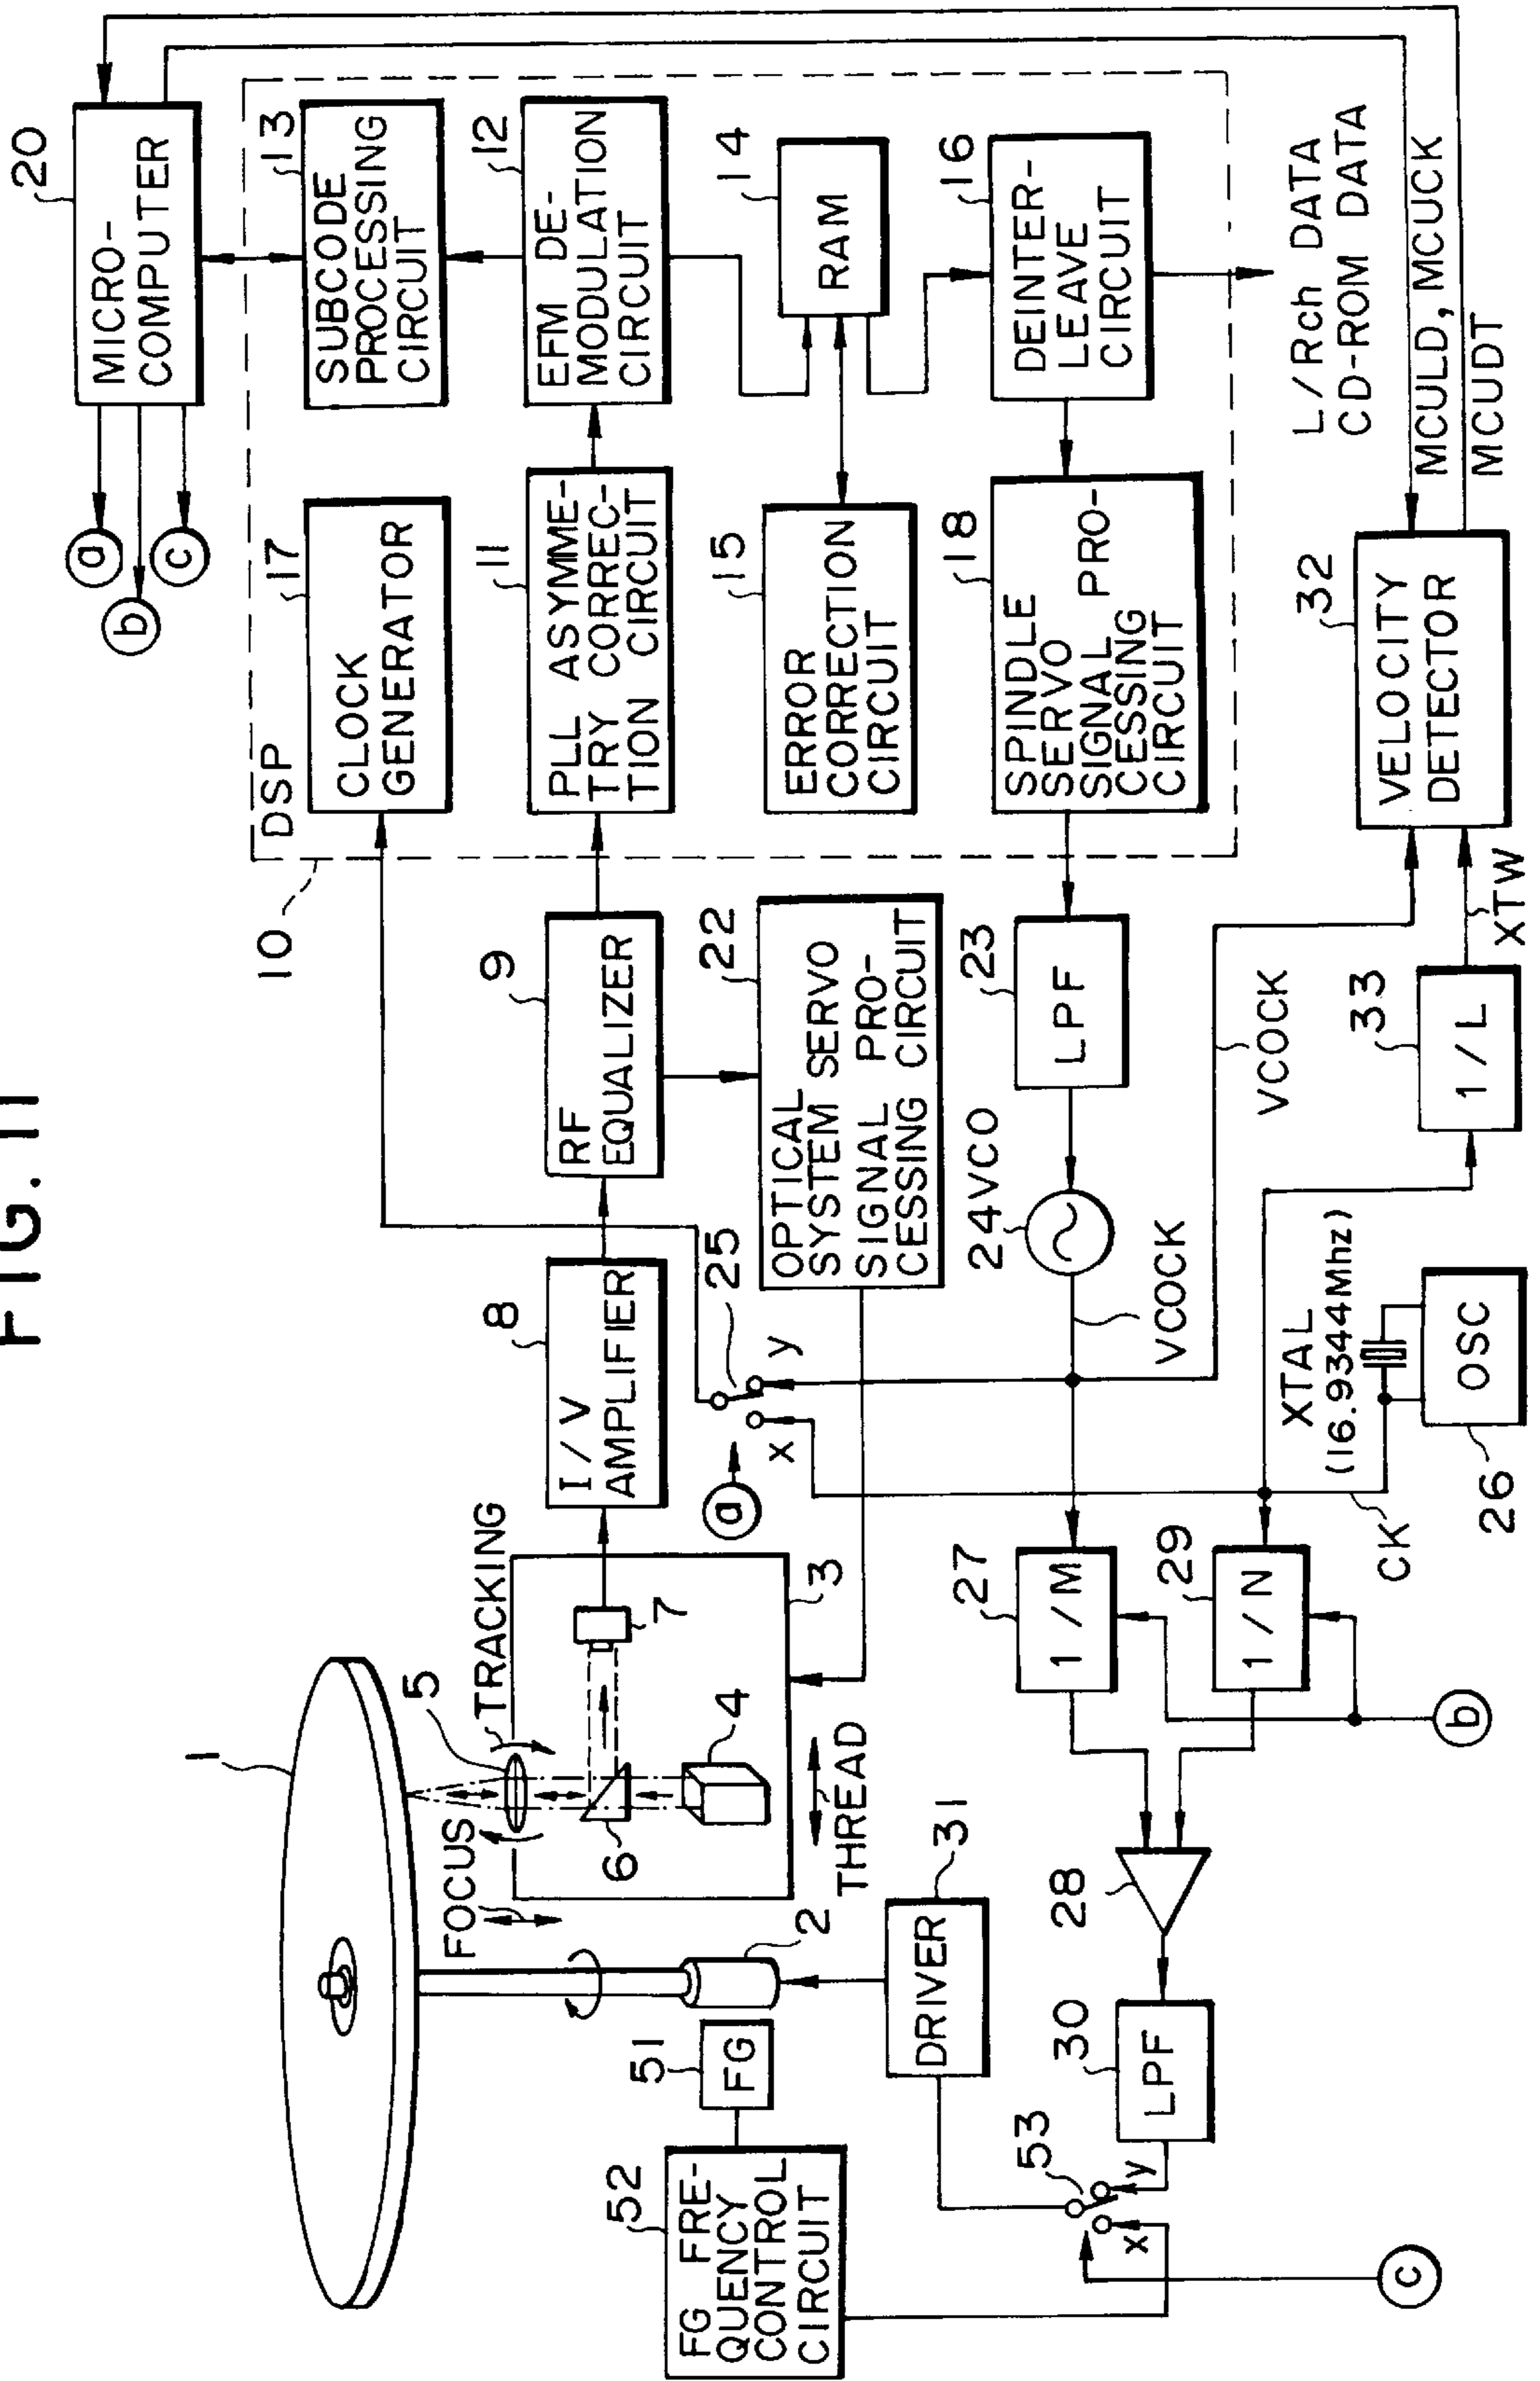 FIG. 11
20
MICRO-
COMPUTER
a
b
c
DSP
10
17
CLOCK
GENERATOR
13
SUBCODE
PROCESSING
CIRCUIT
11
PLL ASYMME-
TRY CORREC-
TION CIRCUIT
12
EFM DE-
MODULATION
CIRCUIT
15
ERROR
CORRECTION
CIRCUIT
14
RAM
18
SPINDLE
SERVO
SIGNAL PRO-
CESSING
CIRCUIT
16
DEINTER-
LEAVE
CIRCUIT
L/Rch DATA
CD-ROM DATA
MCULD, MCUCK
MCUDT
32
VELOCITY
DETECTOR
XTW
33
1/L
VCOCK
9
RF
EQUALIZER
8
I/V
AMPLIFIER
22
OPTICAL
SYSTEM SERVO
SIGNAL PRO-
CESSING CIRCUIT
23
LPF
24VCO
VCOCK
25
x
y
a
XTAL
(16.9344Mhz)
OSC
26
CK
1
TRACKING
5
FOCUS
7
6
4
3
THREAD
2
27
1/M
29
1/N
b
28
30
LPF
31
DRIVER
51
FG
52
FG FRE-
QUENCY
CONTROL
CIRCUIT
53
x
y
c